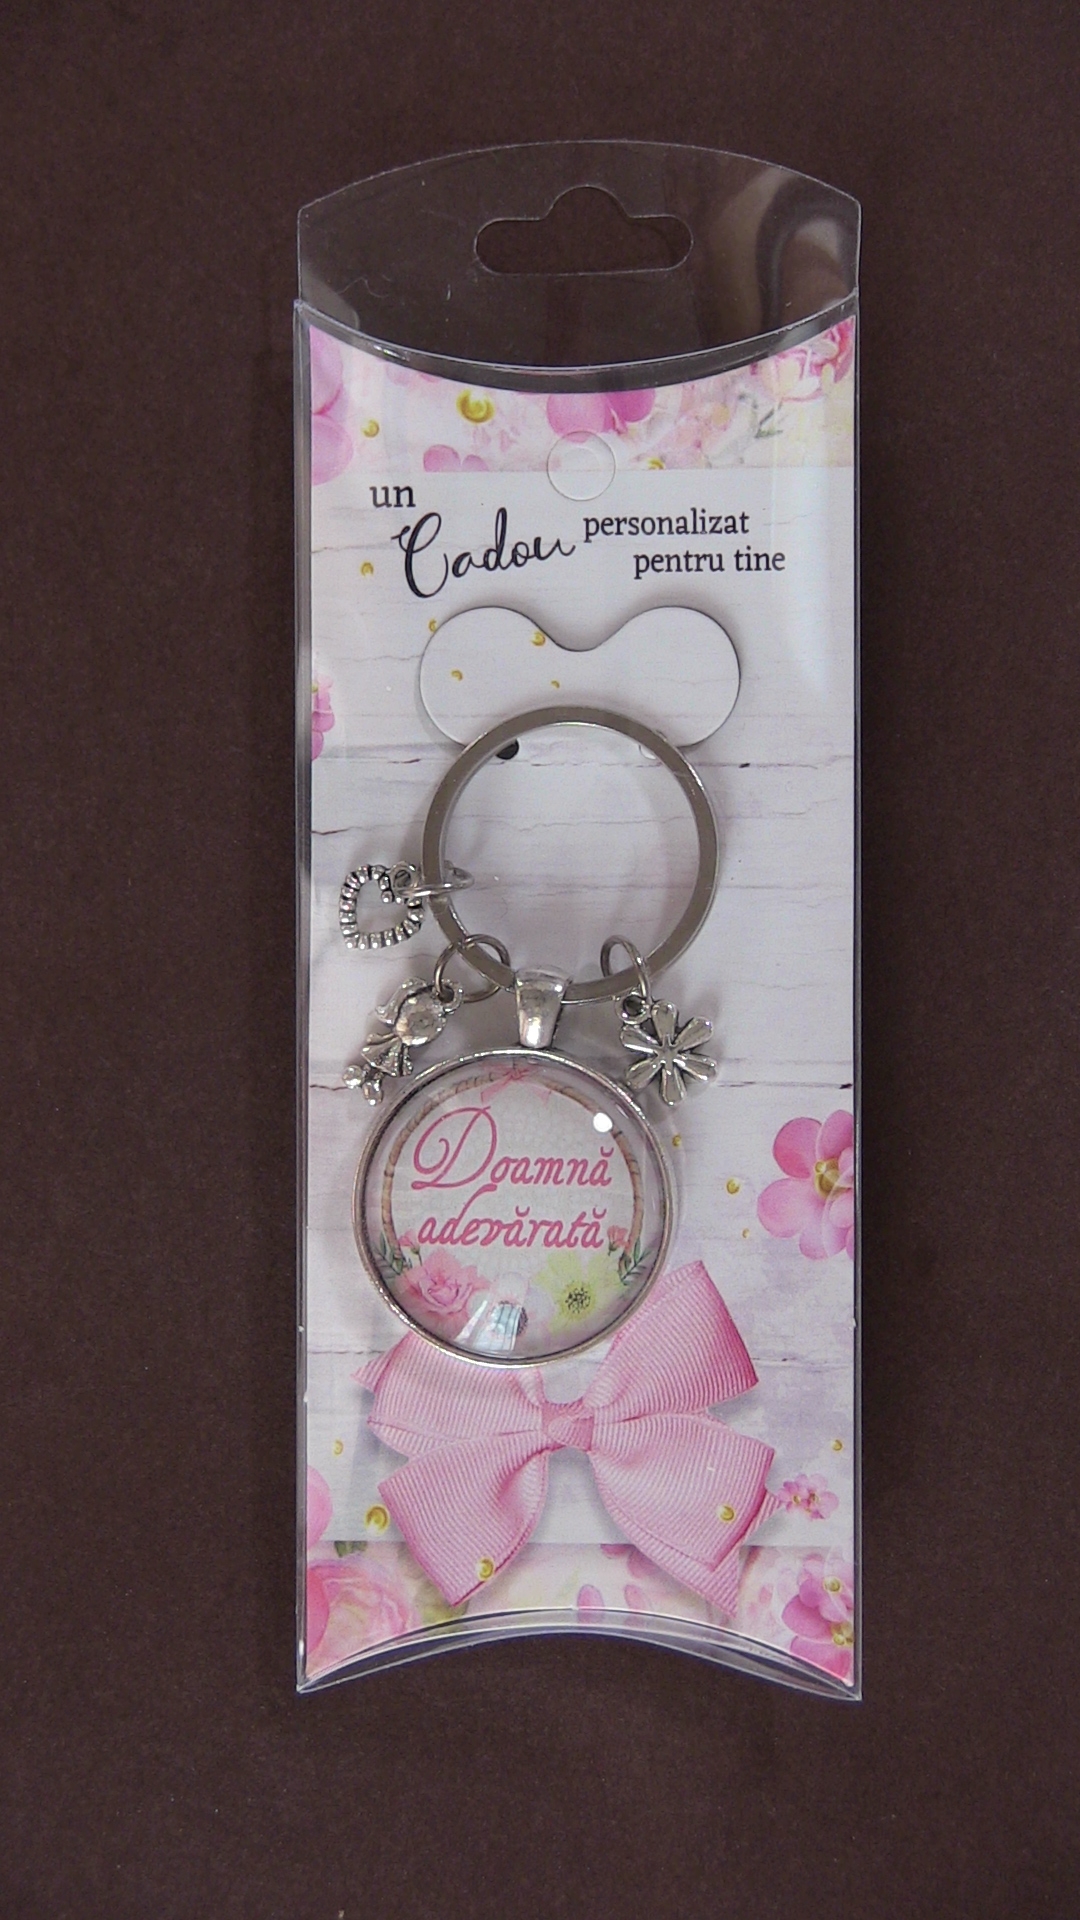 un
Cadou personalizat
pentru tine
Doamnă
adevărată